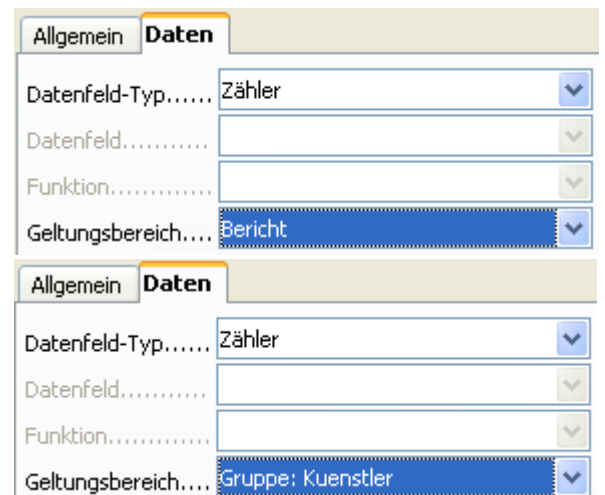 Allgemein Daten
Datenfeld-Typ...... Zähler
Datenfeld...........
Funktion.............
Geltungsbereich.... Bericht
Allgemein Daten
Datenfeld-Typ...... Zähler
Datenfeld...........
Funktion.............
Geltungsbereich.... Gruppe: Kuenstler